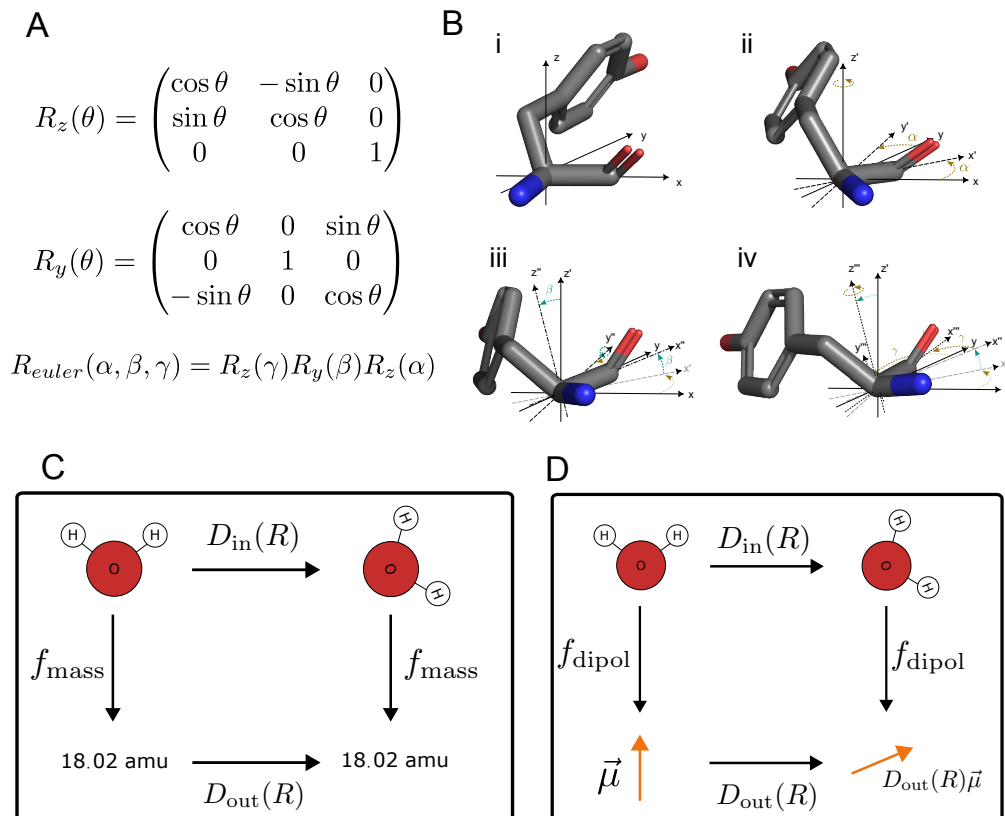 A
R_z(θ) = (cos θ −sin θ 0
sin θ cos θ 0
0 0 1)
R_y(θ) = (cos θ 0 sin θ
0 1 0
−sin θ 0 cos θ)
R_{euler}(α, β, γ) = R_z(γ)R_y(β)R_z(α)
B
i
z
y
x
ii
z'
y'
α
y
x'
α
x
iii
z''
z'
β
y''
y
x''
β
x'
x
iv
z'''
z'
y'''
γ
x'''
γ
y
x''
β
x
C
H
H
O
D_in(R)
H
O
H
f_mass
f_mass
18.02 amu
18.02 amu
D_out(R)
D
H
H
O
D_in(R)
H
O
H
f_dipol
f_dipol
μ⃗
D_out(R)
D_out(R)μ⃗